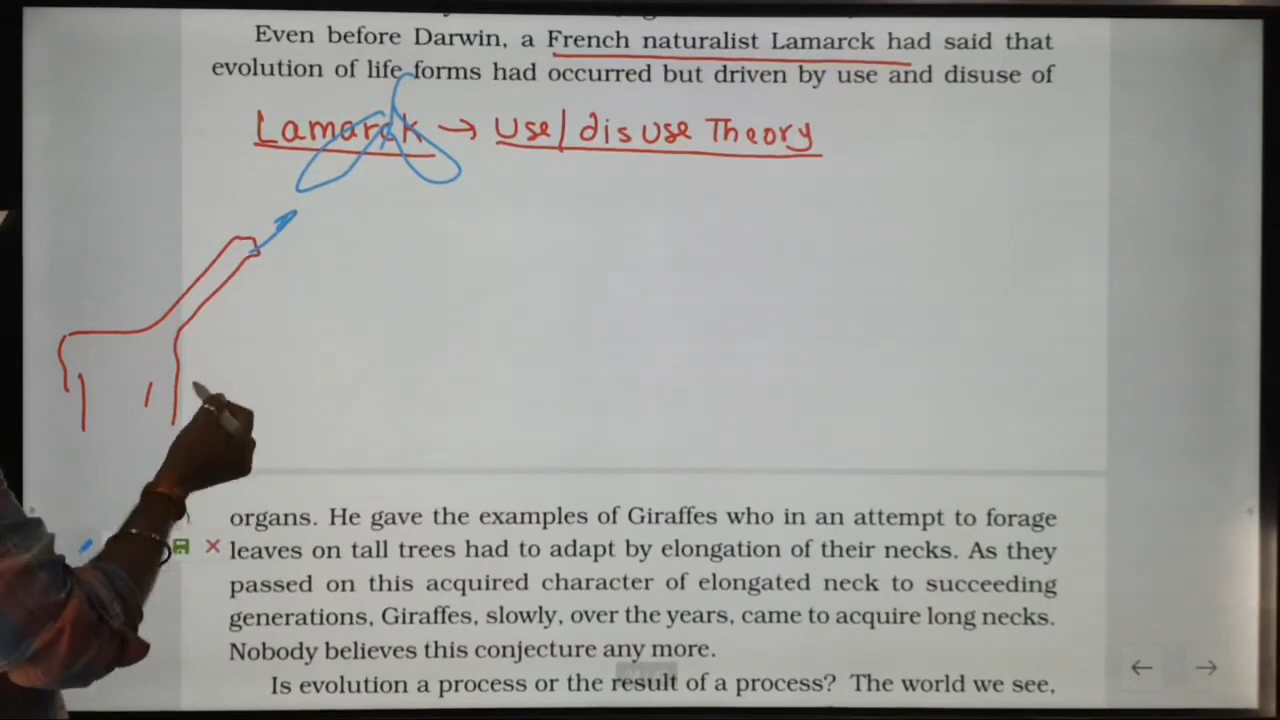 Even before Darwin, a French naturalist Lamarck had said that
evolution of life forms had occurred but driven by use and disuse of
Lamarck → Use/disuse Theory
organs. He gave the examples of Giraffes who in an attempt to forage
leaves on tall trees had to adapt by elongation of their necks. As they
passed on this acquired character of elongated neck to succeeding
generations, Giraffes, slowly, over the years, came to acquire long necks.
Nobody believes this conjecture any more.
Is evolution a process or the result of a process? The world we see,